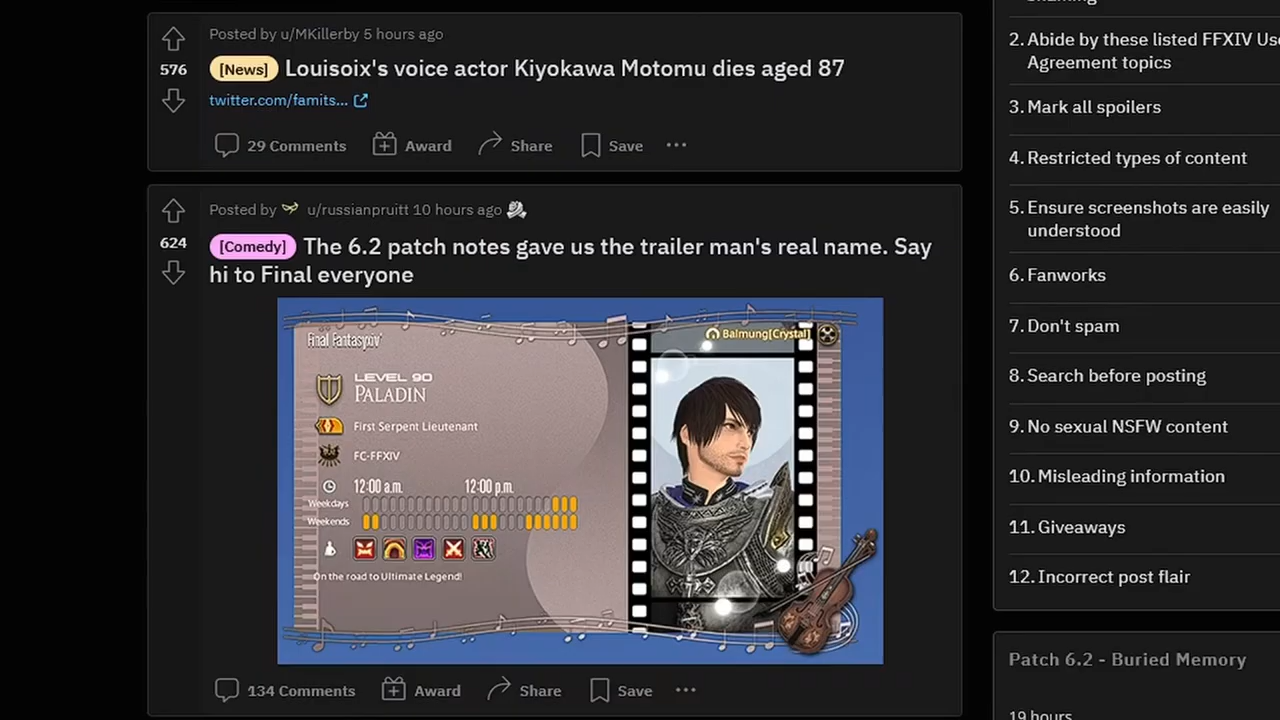 Posted by u/MKillerby 5 hours ago
576
[News] Louisoix's voice actor Kiyokawa Motomu dies aged 87
twitter.com/famits...
29 Comments Award Share Save
Posted by u/russianpruitt 10 hours ago
624
[Comedy] The 6.2 patch notes gave us the trailer man's real name. Say
hi to Final everyone
Final Fantasyxiv
Balmung[Crystal]
LEVEL 90
PALADIN
First Serpent Lieutenant
FC-FFXIV
12:00 a.m. 12:00 p.m.
Weekdays
Weekends
On the road to Ultimate Legend!
134 Comments Award Share Save
2. Abide by these listed FFXIV Us
Agreement topics
3. Mark all spoilers
4. Restricted types of content
5. Ensure screenshots are easily
understood
6. Fanworks
7. Don't spam
8. Search before posting
9. No sexual NSFW content
10. Misleading information
11. Giveaways
12. Incorrect post flair
Patch 6.2 - Buried Memory
19 hours